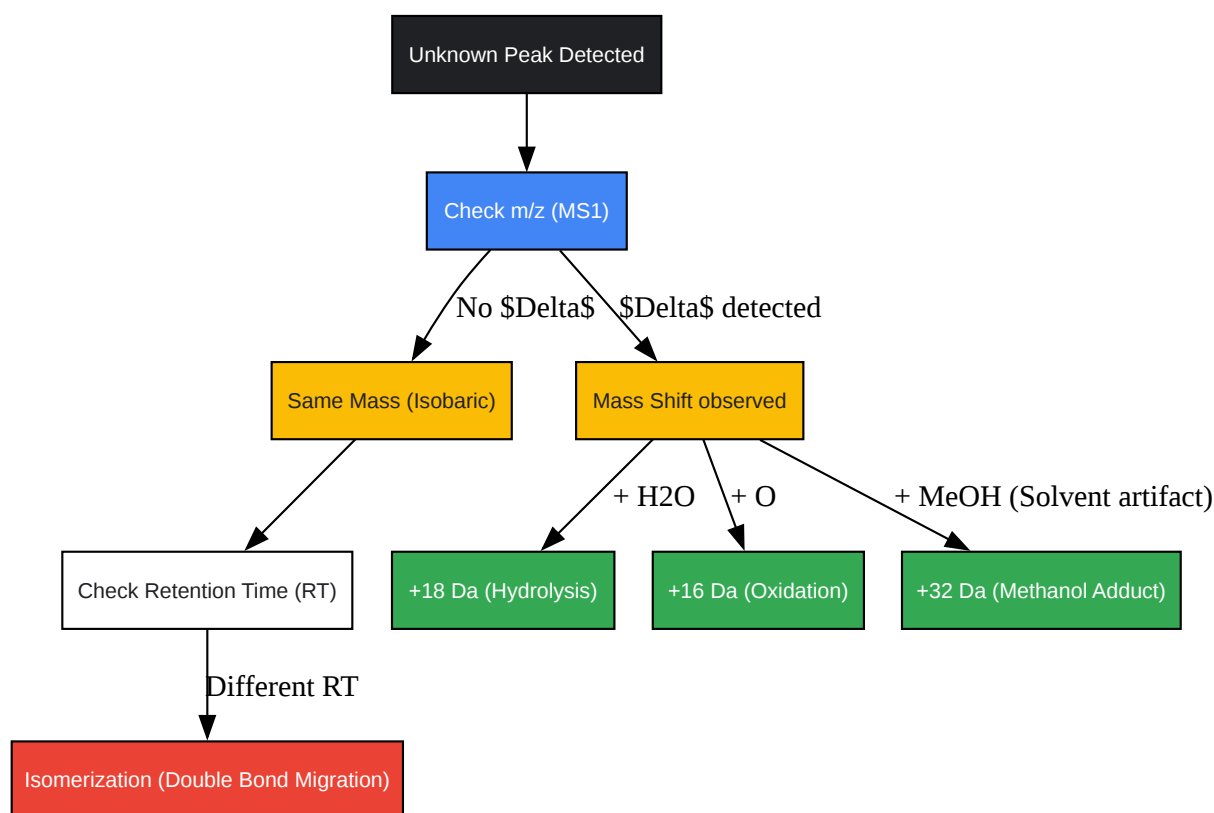 Unknown Peak Detected
Check m/z (MS1)
No $Delta$
$Delta$ detected
Same Mass (Isobaric)
Mass Shift observed
+ H2O
+ O
+ MeOH (Solvent artifact)
Check Retention Time (RT)
+18 Da (Hydrolysis)
+16 Da (Oxidation)
+32 Da (Methanol Adduct)
Different RT
Isomerization (Double Bond Migration)